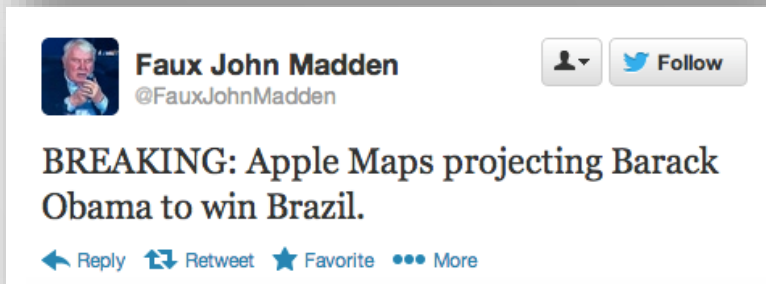 Faux John Madden
Follow
@FauxJohnMadden
BREAKING: Apple Maps projecting Barack
Obama to win Brazil.
Reply Retweet Favorite More